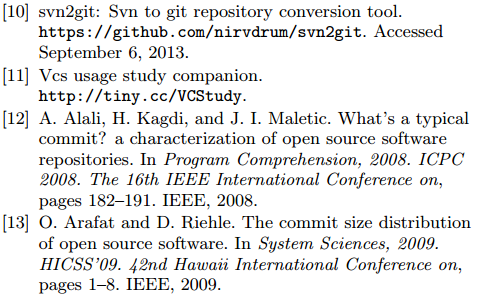 [10] svn2git: Svn to git repository conversion tool.
https://github.com/nirvdrum/svn2git. Accessed
September 6, 2013.
[11] Vcs usage study companion.
http://tiny.cc/VCStudy.
[12] A. Alali, H. Kagdi, and J. I. Maletic. What's a typical
commit? a characterization of open source software
repositories. In Program Comprehension, 2008. ICPC
2008. The 16th IEEE International Conference on,
pages 182–191. IEEE, 2008.
[13] O. Arafat and D. Riehle. The commit size distribution
of open source software. In System Sciences, 2009.
HICSS'09. 42nd Hawaii International Conference on,
pages 1–8. IEEE, 2009.